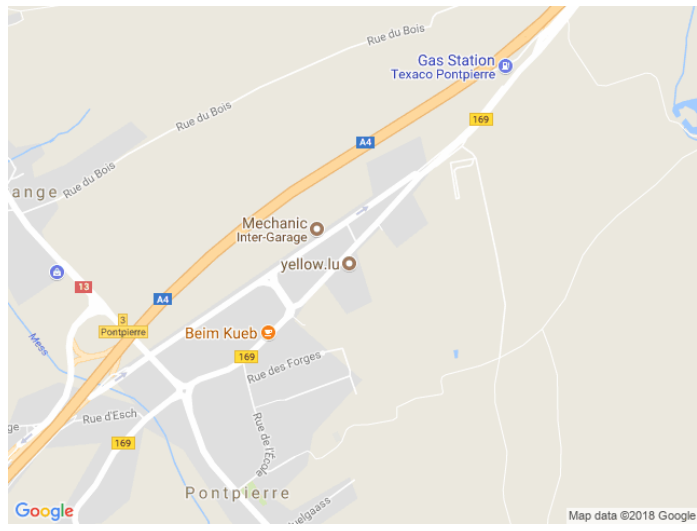 Rue du Bois
Gas Station
Texaco Pontpierre
Rue du Bois
169
A4
Rue du Bois
ange
Mechanic
Inter-Garage
yellow.lu
13
A4
3
Pontpierre
Mess
Beim Kueb
169
Rue des Forges
Rue d'Esch
ge
169
Rue de l'École
Pontpierre
uelgaass
Google
Map data ©2018 Google